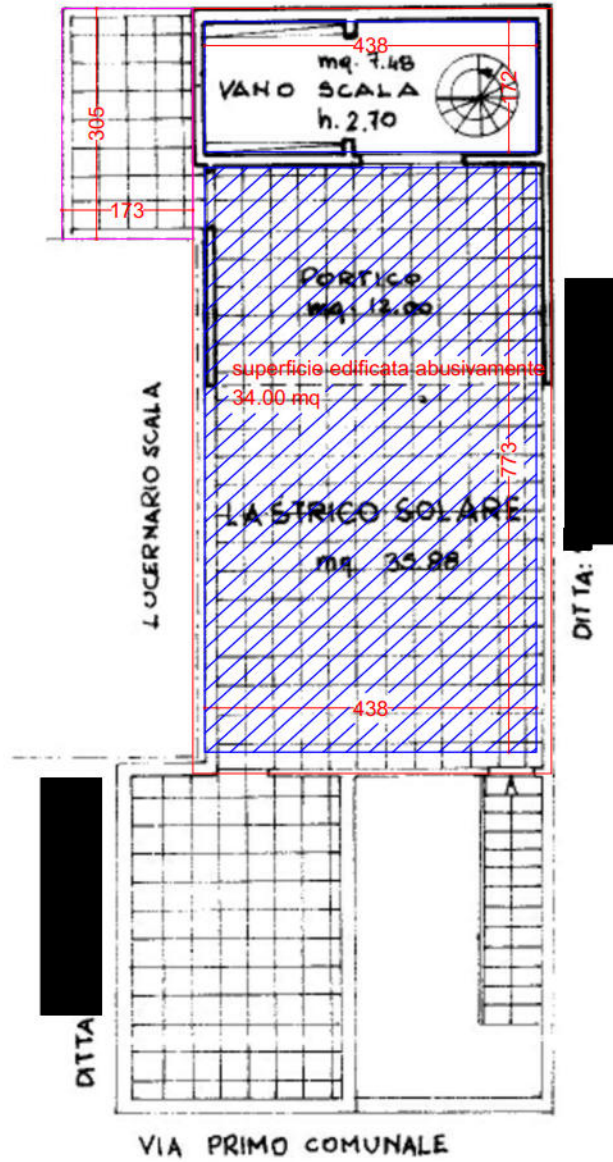 438
mq. 7.48
VANO SCALA
h. 2.70
172
305
173
PORTICO
mq. 12.00
superficie edificata abusivamente
34.00 mq
773
LASTRICO SOLARE
mq 35.88
438
LUCERNARIO SCALA
DITTA:
DITTA
VIA PRIMO COMUNALE